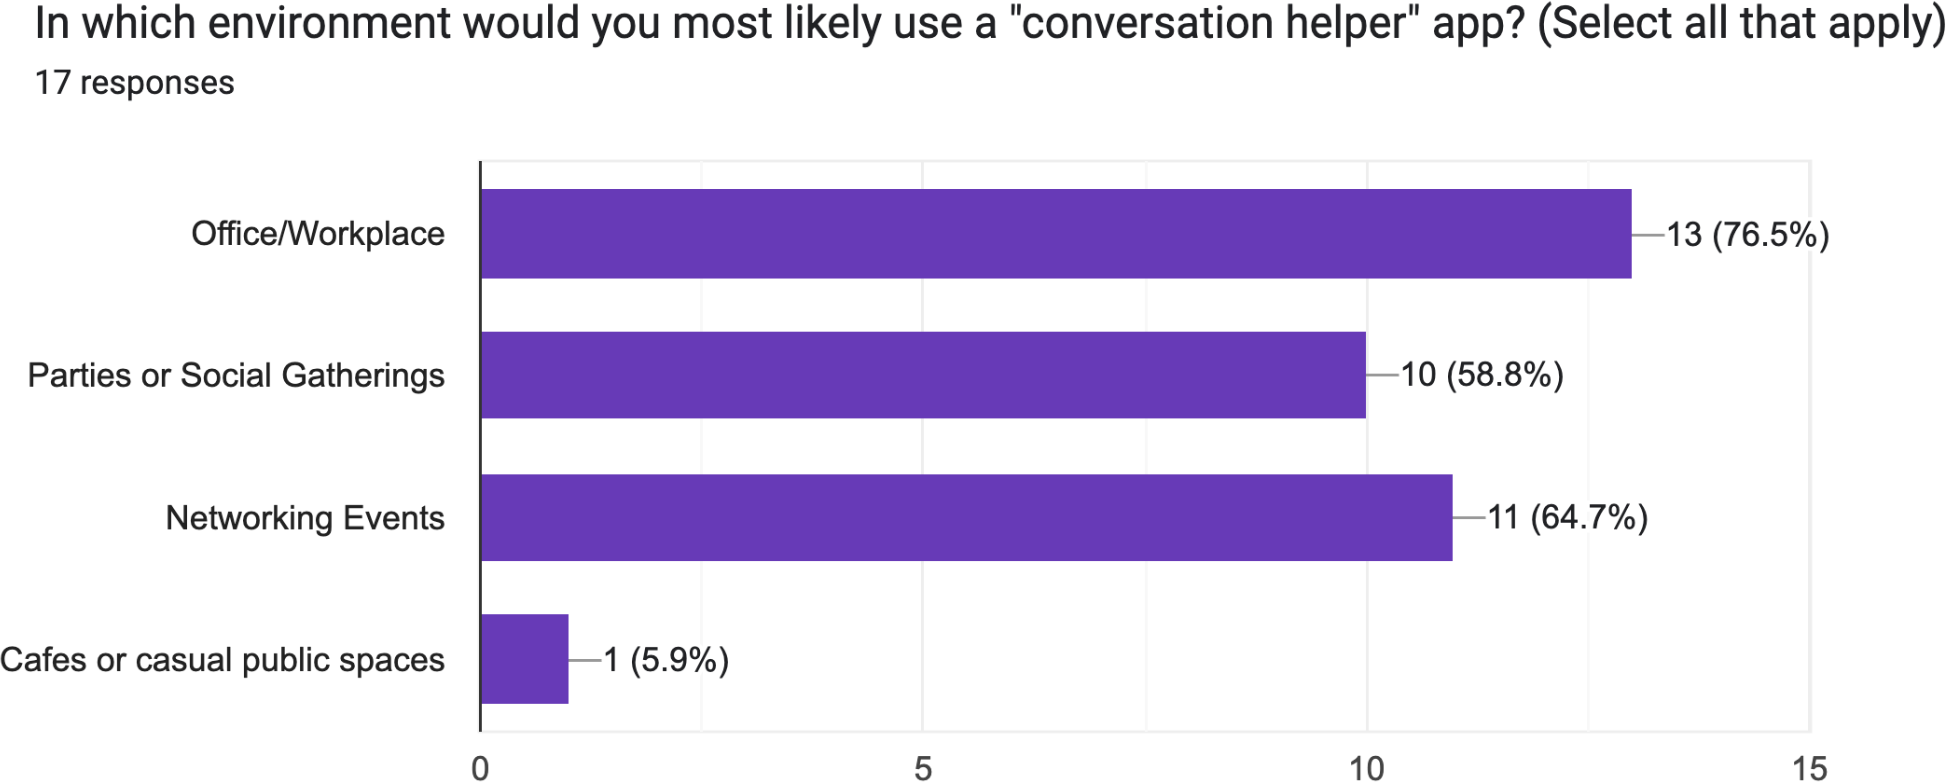 In which environment would you most likely use a "conversation helper" app? (Select all that apply)
17 responses
Office/Workplace
13 (76.5%)
Parties or Social Gatherings
10 (58.8%)
Networking Events
11 (64.7%)
Cafes or casual public spaces
1 (5.9%)
0 5 10 15